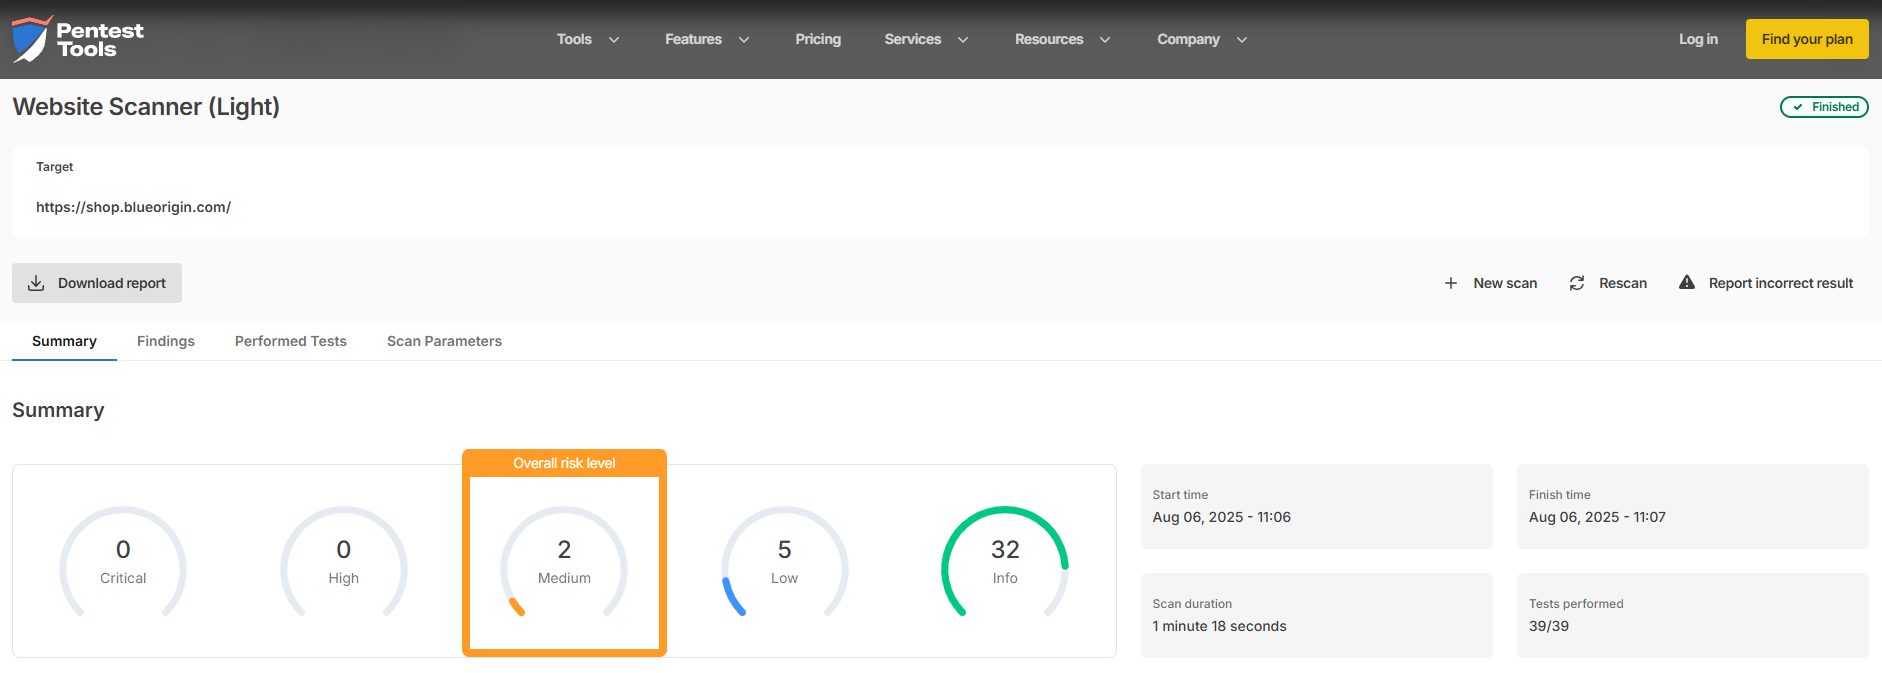 Pentest
Tools
Tools Features Pricing Services Resources Company Log in Find your plan
Website Scanner (Light)
Finished
Target
https://shop.blueorigin.com/
Download report
New scan Rescan Report incorrect result
Summary Findings Performed Tests Scan Parameters
Summary
Overall risk level
0
Critical
0
High
2
Medium
5
Low
32
Info
Start time
Aug 06, 2025 - 11:06
Finish time
Aug 06, 2025 - 11:07
Scan duration
1 minute 18 seconds
Tests performed
39/39